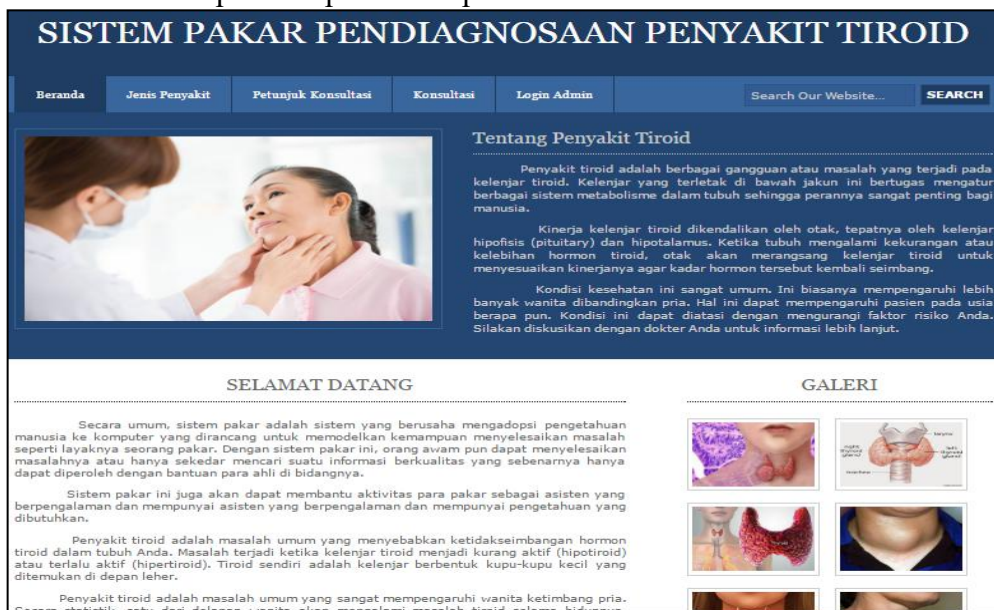 SISTEM PAKAR PENDIAGNOSAAN PENYAKIT TIROID
Beranda
Jenis Penyakit
Petunjuk Konsultasi
Konsultasi
Login Admin
Search Our Website...
SEARCH
Tentang Penyakit Tiroid
Penyakit tiroid adalah berbagai gangguan atau masalah yang terjadi pada
kelenjar tiroid. Kelenjar yang terletak di bawah jakun ini bertugas mengatur
berbagai sistem metabolisme dalam tubuh sehingga perannya sangat penting bagi
manusia.
Kinerja kelenjar tiroid dikendalikan oleh otak, tepatnya oleh kelenjar
hipofisis (pituitary) dan hipotalamus. Ketika tubuh mengalami kekurangan atau
kelebihan hormon tiroid, otak akan merangsang kelenjar tiroid untuk
menyesuaikan kinerjanya agar kadar hormon tersebut kembali seimbang.
Kondisi kesehatan ini sangat umum. Ini biasanya mempengaruhi lebih
banyak wanita dibandingkan pria. Hal ini dapat mempengaruhi pasien pada usia
berapa pun. Kondisi ini dapat diatasi dengan mengurangi faktor risiko Anda.
Silakan diskusikan dengan dokter Anda untuk informasi lebih lanjut.
SELAMAT DATANG
Secara umum, sistem pakar adalah sistem yang berusaha mengadopsi pengetahuan
manusia ke komputer yang dirancang untuk memodelkan kemampuan menyelesaikan masalah
seperti layaknya seorang pakar. Dengan sistem pakar ini, orang awam pun dapat menyelesaikan
masalahnya atau hanya sekedar mencari suatu informasi berkualitas yang sebenarnya hanya
dapat diperoleh dengan bantuan para ahli di bidangnya.
Sistem pakar ini juga akan dapat membantu aktivitas para pakar sebagai asisten yang
berpengalaman dan mempunyai asisten yang berpengalaman dan mempunyai pengetahuan yang
dibutuhkan.
Penyakit tiroid adalah masalah umum yang menyebabkan ketidakseimbangan hormon
tiroid dalam tubuh Anda. Masalah terjadi ketika kelenjar tiroid menjadi kurang aktif (hipotiroid)
atau terlalu aktif (hipertiroid). Tiroid sendiri adalah kelenjar berbentuk kupu-kupu kecil yang
ditemukan di depan leher.
Penyakit tiroid adalah masalah umum yang sangat mempengaruhi wanita ketimbang pria.
GALERI